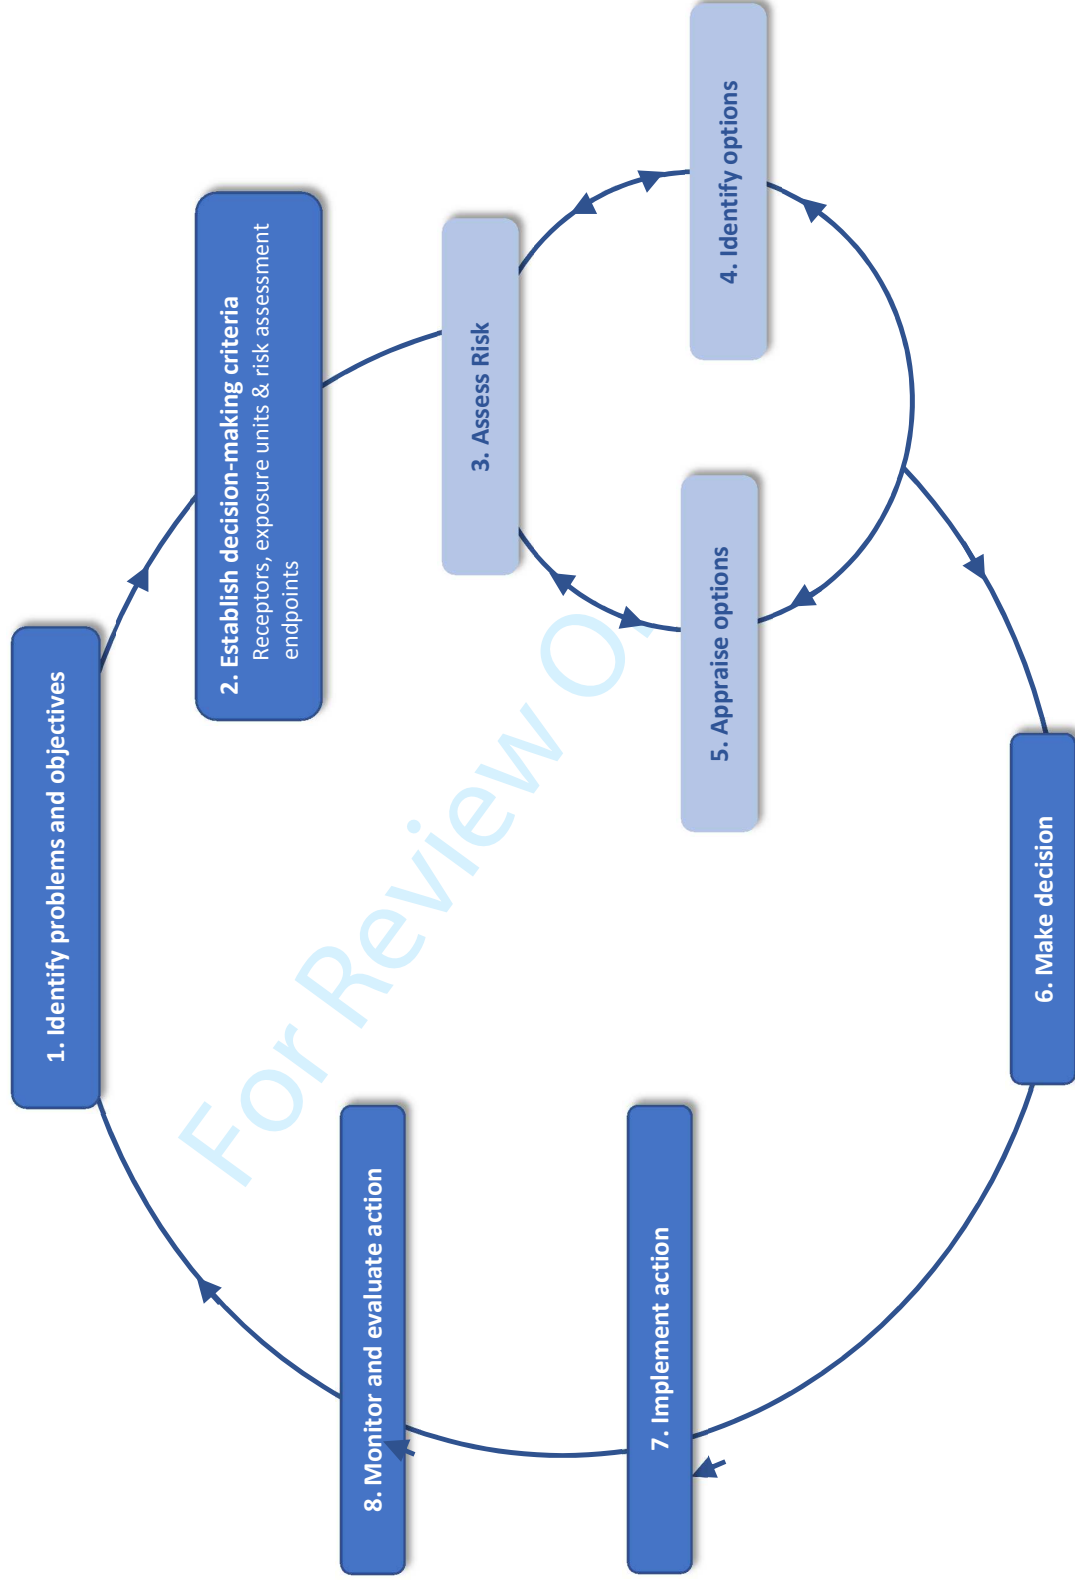 1. Identify problems and objectives
2. Establish decision-making criteria
Receptors, exposure units & risk assessment
endpoints
3. Assess Risk
4. Identify options
5. Appraise options
6. Make decision
7. Implement action
8. Monitor and evaluate action
For Review O